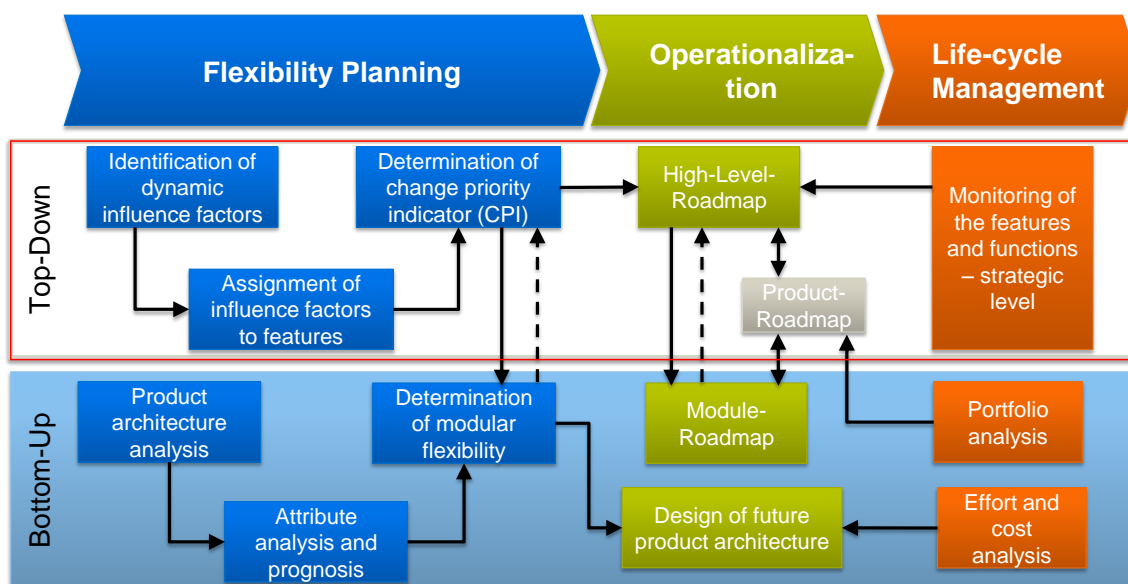 Flexibility Planning
Operationaliza-
tion
Life-cycle
Management
Top-Down
Identification of
dynamic
influence factors
Determination of
change priority
indicator (CPI)
High-Level-
Roadmap
Monitoring of
the features
and functions
– strategic
level
Assignment of
influence factors
to features
Product-
Roadmap
Bottom-Up
Product
architecture
analysis
Determination
of modular
flexibility
Module-
Roadmap
Portfolio
analysis
Attribute
analysis and
prognosis
Design of future
product architecture
Effort and
cost
analysis